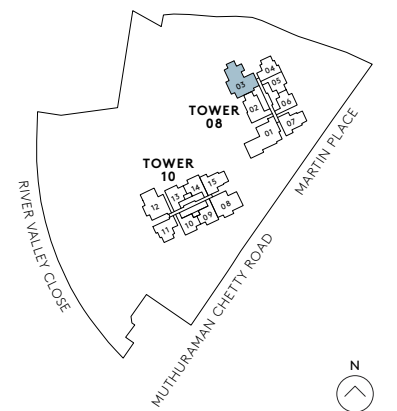 04
03
05
02
06
TOWER
08
07
01
MARTIN PLACE
TOWER
10
15
14
13
12
08
09
10
11
RIVER VALLEY CLOSE
MUTHURAMAN CHETTY ROAD
N